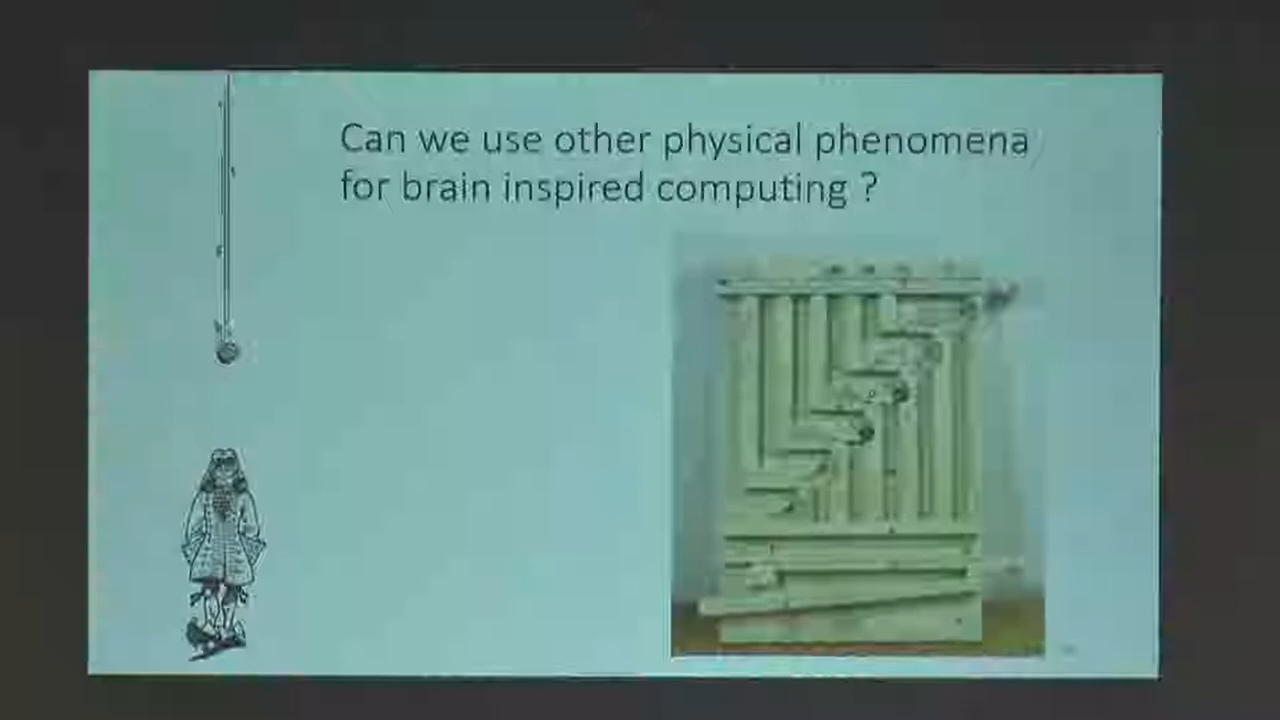 Can we use other physical phenomena
for brain inspired computing ?